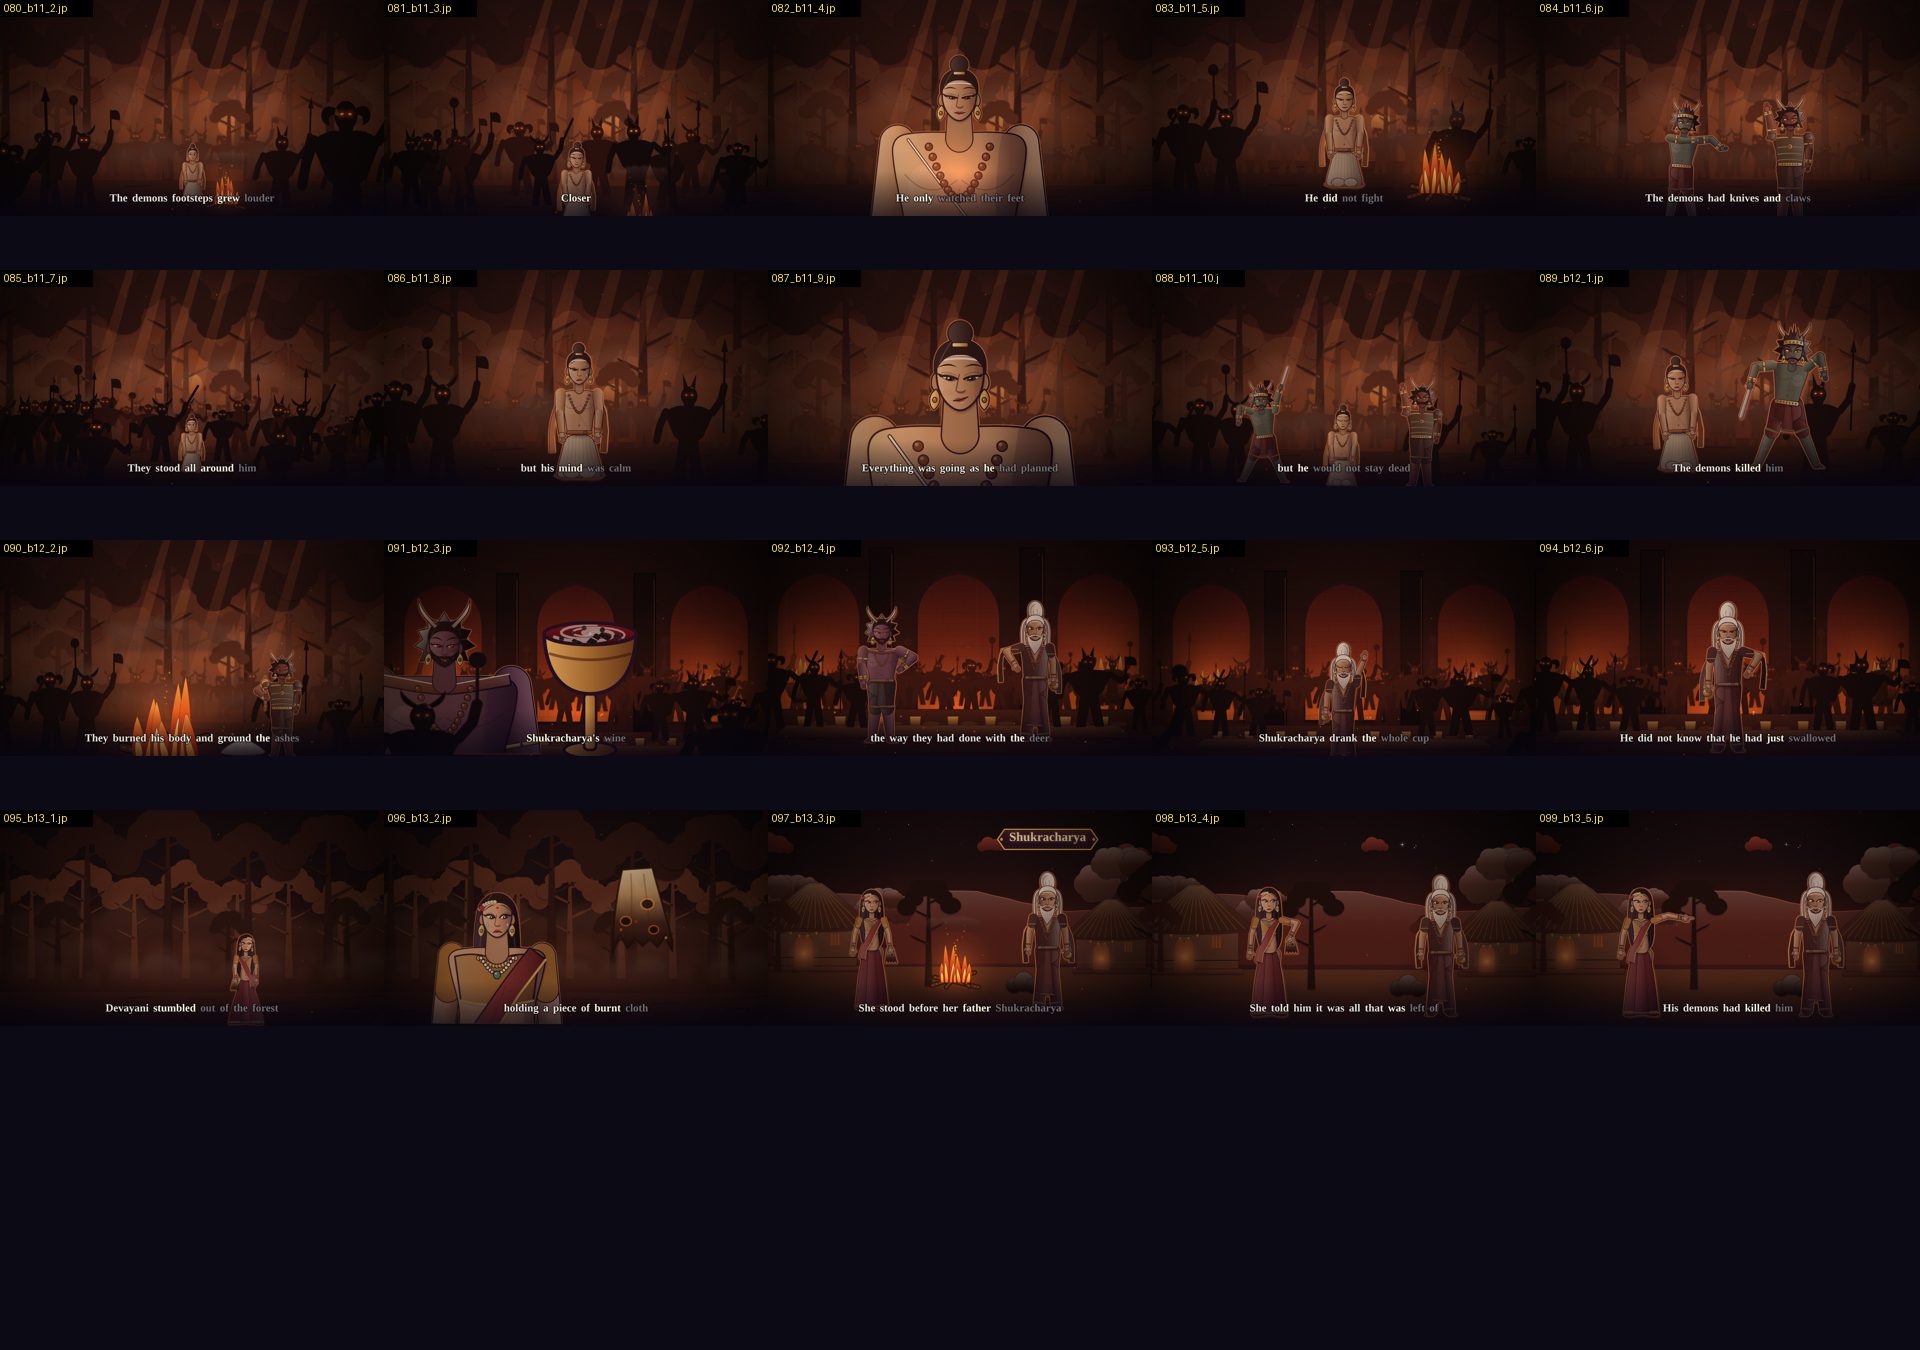 080_b11_2.jp
081_b11_3.jp
082_b11_4.jp
083_b11_5.jp
084_b11_6.jp
The demons footsteps grew louder
Closer
He only watched their feet
He did not fight
The demons had knives and claws
085_b11_7.jp
086_b11_8.jp
087_b11_9.jp
088_b11_10.j
089_b12_1.jp
They stood all around him
but his mind was calm
Everything was going as he had planned
but he would not stay dead
The demons killed him
090_b12_2.jp
091_b12_3.jp
092_b12_4.jp
093_b12_5.jp
094_b12_6.jp
They burned his body and ground the ashes
Shukracharya's wine
the way they had done with the deer
Shukracharya drank the whole cup
He did not know that he had just swallowed
095_b13_1.jp
096_b13_2.jp
097_b13_3.jp
098_b13_4.jp
099_b13_5.jp
Shukracharya
Devayani stumbled out of the forest
holding a piece of burnt cloth
She stood before her father Shukracharya
She told him it was all that was left of
His demons had killed him